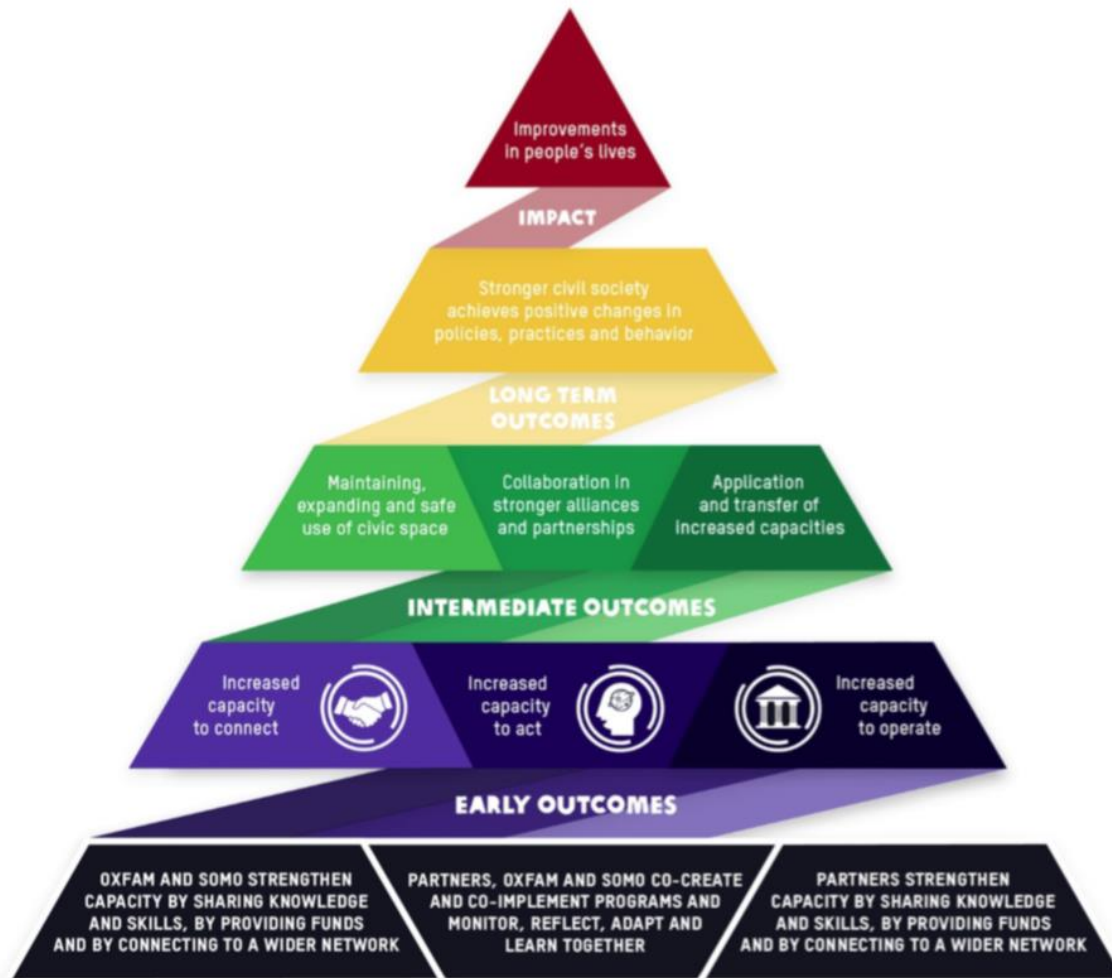 Improvements
in people's lives
IMPACT
Stronger civil society
achieves positive changes in
policies, practices and behavior
LONG TERM
OUTCOMES
Maintaining,
expanding and safe
use of civic space
Collaboration in
stronger alliances
and partnerships
Application
and transfer of
increased capacities
INTERMEDIATE OUTCOMES
Increased
capacity
to connect
Increased
capacity
to act
Increased
capacity
to operate
EARLY OUTCOMES
OXFAM AND SOMO STRENGTHEN
CAPACITY BY SHARING KNOWLEDGE
AND SKILLS, BY PROVIDING FUNDS
AND BY CONNECTING TO A WIDER NETWORK
PARTNERS, OXFAM AND SOMO CO-CREATE
AND CO-IMPLEMENT PROGRAMS AND
MONITOR, REFLECT, ADAPT AND
LEARN TOGETHER
PARTNERS STRENGTHEN
CAPACITY BY SHARING KNOWLEDGE
AND SKILLS, BY PROVIDING FUNDS
AND BY CONNECTING TO A WIDER NETWORK